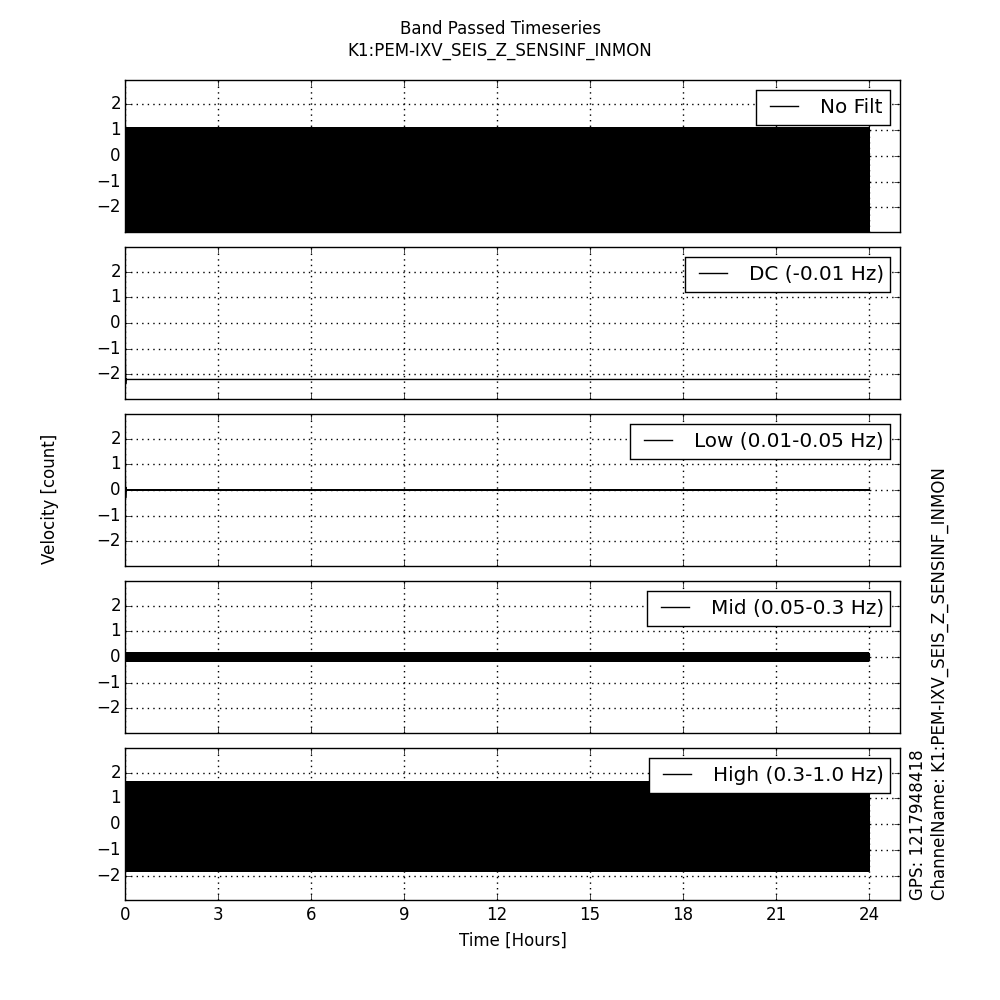 Band Passed Timeseries
K1:PEM-IXV_SEIS_Z_SENSINF_INMON
2
1
0
−1
−2
No Filt
2
1
0
−1
−2
DC (-0.01 Hz)
2
1
0
−1
−2
Low (0.01-0.05 Hz)
2
1
0
−1
−2
Mid (0.05-0.3 Hz)
2
1
0
−1
−2
High (0.3-1.0 Hz)
0 3 6 9 12 15 18 21 24
Time [Hours]
Velocity [count]
GPS: 1217948418
ChannelName: K1:PEM-IXV_SEIS_Z_SENSINF_INMON